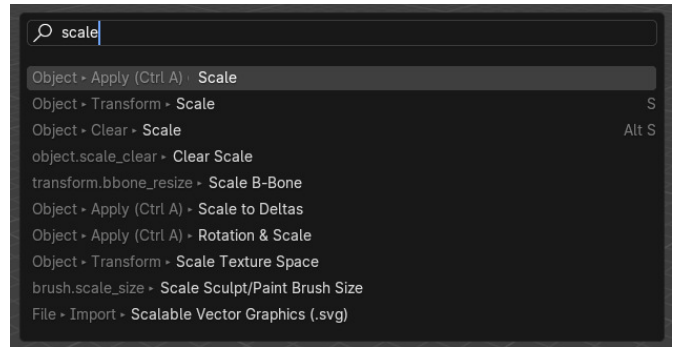 scale
Object ▸ Apply (Ctrl A) ▸ Scale
Object ▸ Transform ▸ Scale S
Object ▸ Clear ▸ Scale Alt S
object.scale_clear ▸ Clear Scale
transform.bbone_resize ▸ Scale B-Bone
Object ▸ Apply (Ctrl A) ▸ Scale to Deltas
Object ▸ Apply (Ctrl A) ▸ Rotation & Scale
Object ▸ Transform ▸ Scale Texture Space
brush.scale_size ▸ Scale Sculpt/Paint Brush Size
File ▸ Import ▸ Scalable Vector Graphics (.svg)